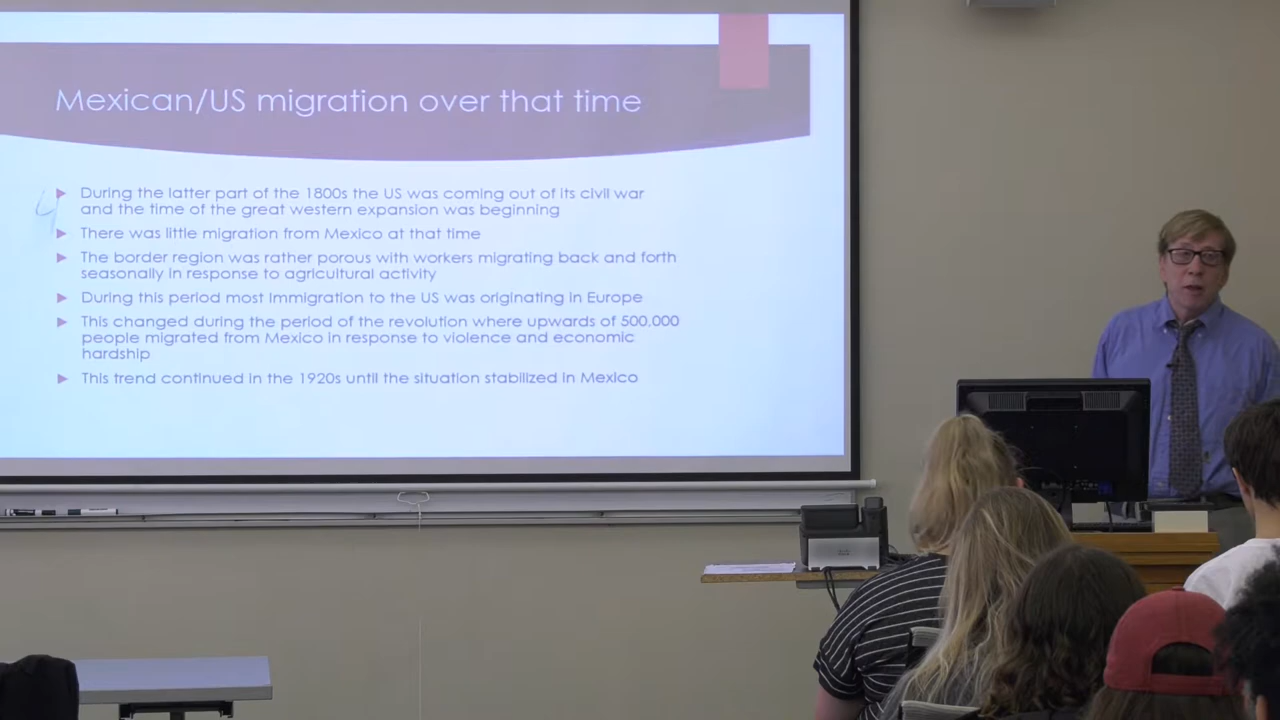 Mexican/US migration over that time
During the latter part of the 1800s the US was coming out of its civil war
and the time of the great western expansion was beginning
There was little migration from Mexico at that time
The border region was rather porous with workers migrating back and forth
seasonally in response to agricultural activity
During this period most Immigration to the US was originating in Europe
This changed during the period of the revolution where upwards of 500,000
people migrated from Mexico in response to violence and economic
hardship
This trend continued in the 1920s until the situation stabilized in Mexico